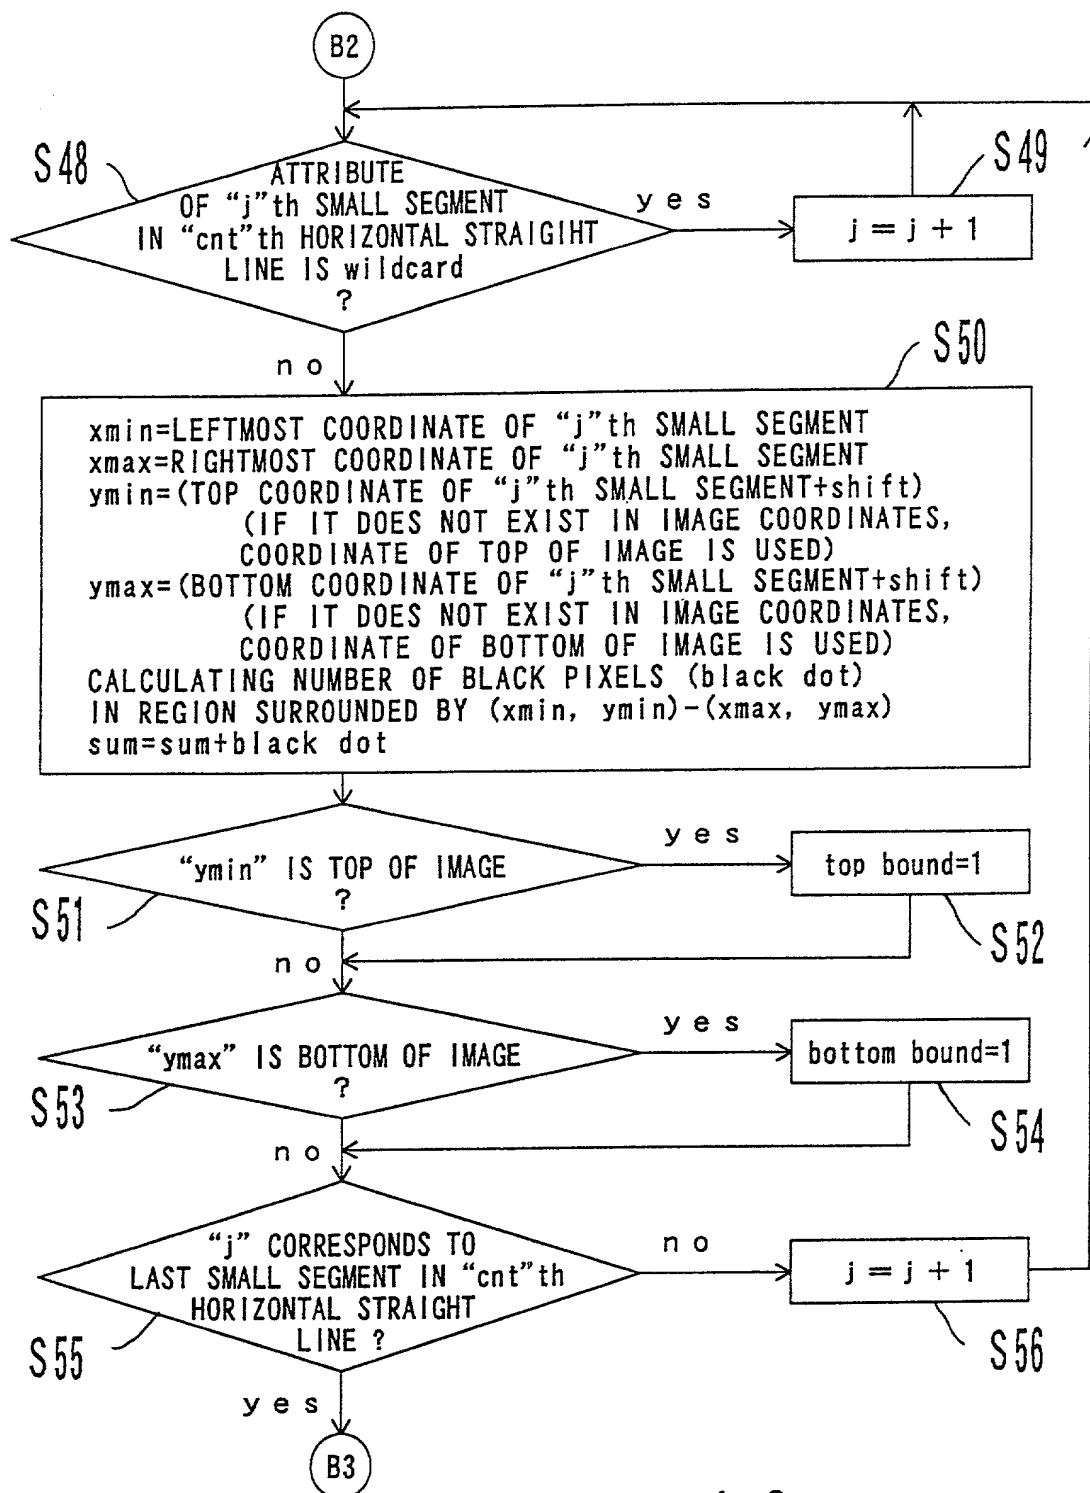 B2
S48
ATTRIBUTE
OF “j”th SMALL SEGMENT
IN “cnt”th HORIZONTAL STRAIGIHT
LINE IS wildcard
?
yes
S49
j=j+1
no
S50
xmin=LEFTMOST COORDINATE OF “j”th SMALL SEGMENT
xmax=RIGHTMOST COORDINATE OF “j”th SMALL SEGMENT
ymin=(TOP COORDINATE OF “j”th SMALL SEGMENT+shift)
(IF IT DOES NOT EXIST IN IMAGE COORDINATES,
COORDINATE OF TOP OF IMAGE IS USED)
ymax=(BOTTOM COORDINATE OF “j”th SMALL SEGMENT+shift)
(IF IT DOES NOT EXIST IN IMAGE COORDINATES,
COORDINATE OF BOTTOM OF IMAGE IS USED)
CALCULATING NUMBER OF BLACK PIXELS (black dot)
IN REGION SURROUNDED BY (xmin, ymin)-(xmax, ymax)
sum=sum+black dot
“ymin” IS TOP OF IMAGE
?
yes
top bound=1
S51
S52
no
“ymax” IS BOTTOM OF IMAGE
?
yes
bottom bound=1
S53
S54
no
“j” CORRESPONDS TO
LAST SMALL SEGMENT IN “cnt”th
HORIZONTAL STRAIGHT
LINE ?
no
j=j+1
S55
S56
yes
B3